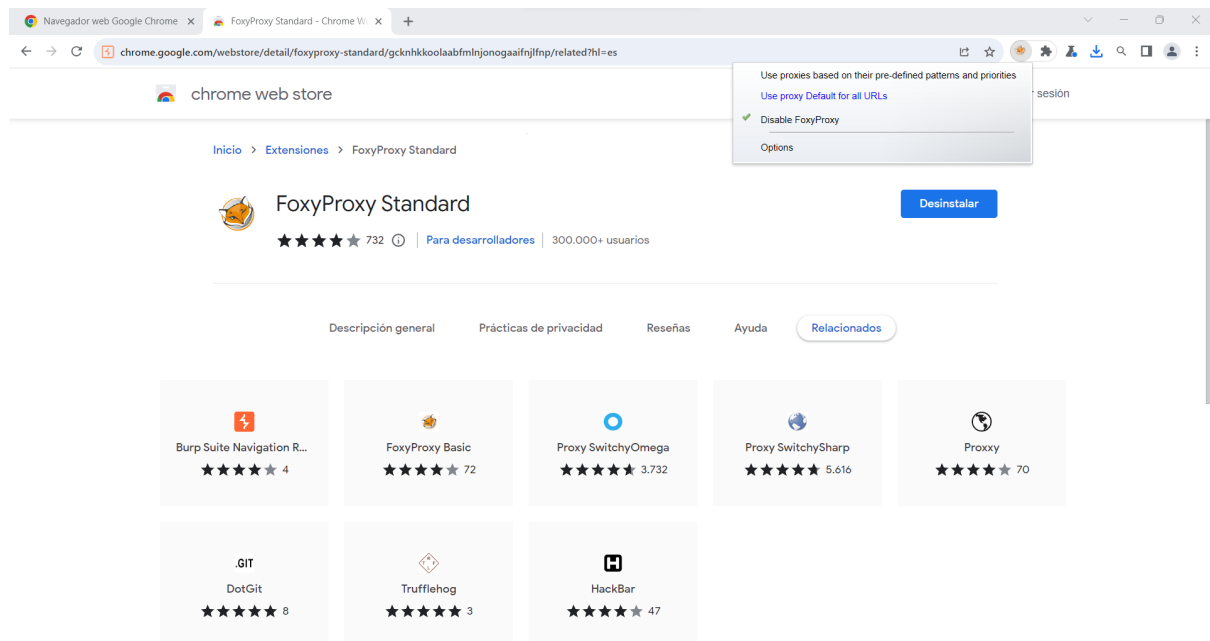 Navegador web Google Chrome
FoxyProxy Standard - Chrome W
chrome.google.com/webstore/detail/foxyproxy-standard/gcknhkkoolaabfmlnjonogaaifnjlfnp/related?hl=es
Use proxies based on their pre-defined patterns and priorities
Use proxy Default for all URLs
Disable FoxyProxy
Options
chrome web store
sesión
Inicio > Extensiones > FoxyProxy Standard
FoxyProxy Standard
Desinstalar
732 Para desarrolladores 300.000+ usuarios
Descripción general Prácticas de privacidad Reseñas Ayuda Relacionados
Burp Suite Navigation R... FoxyProxy Basic Proxy SwitchyOmega Proxy SwitchySharp Proxxy
4 72 3.732 5.616 70
.GIT H
DotGit Trufflehog HackBar
8 3 47